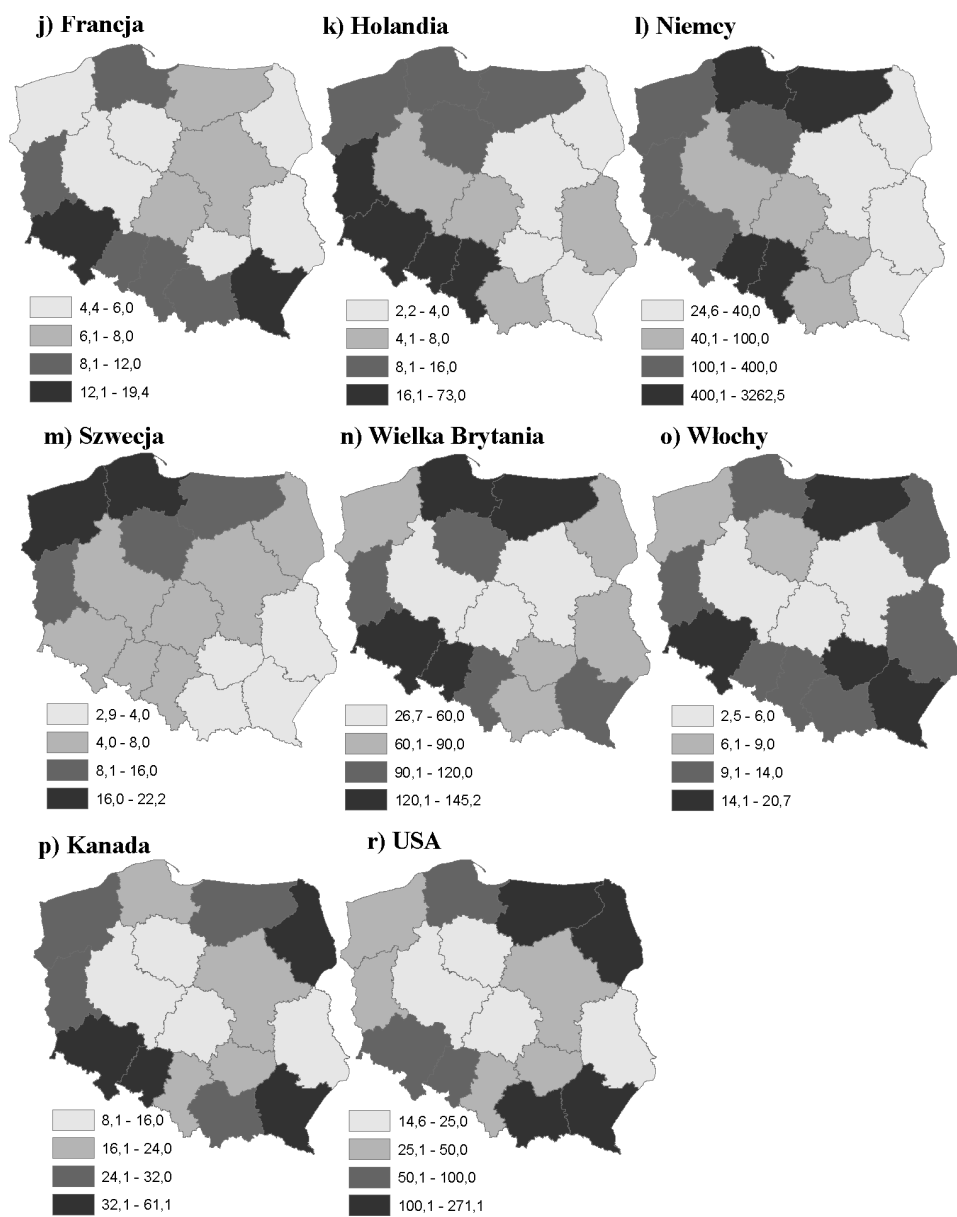 j) Francja
4,4 - 6,0
6,1 - 8,0
8,1 - 12,0
12,1 - 19,4
k) Holandia
2,2 - 4,0
4,1 - 8,0
8,1 - 16,0
16,1 - 73,0
l) Niemcy
24,6 - 40,0
40,1 - 100,0
100,1 - 400,0
400,1 - 3262,5
m) Szwecja
2,9 - 4,0
4,0 - 8,0
8,1 - 16,0
16,0 - 22,2
n) Wielka Brytania
26,7 - 60,0
60,1 - 90,0
90,1 - 120,0
120,1 - 145,2
o) Włochy
2,5 - 6,0
6,1 - 9,0
9,1 - 14,0
14,1 - 20,7
p) Kanada
8,1 - 16,0
16,1 - 24,0
24,1 - 32,0
32,1 - 61,1
r) USA
14,6 - 25,0
25,1 - 50,0
50,1 - 100,0
100,1 - 271,1